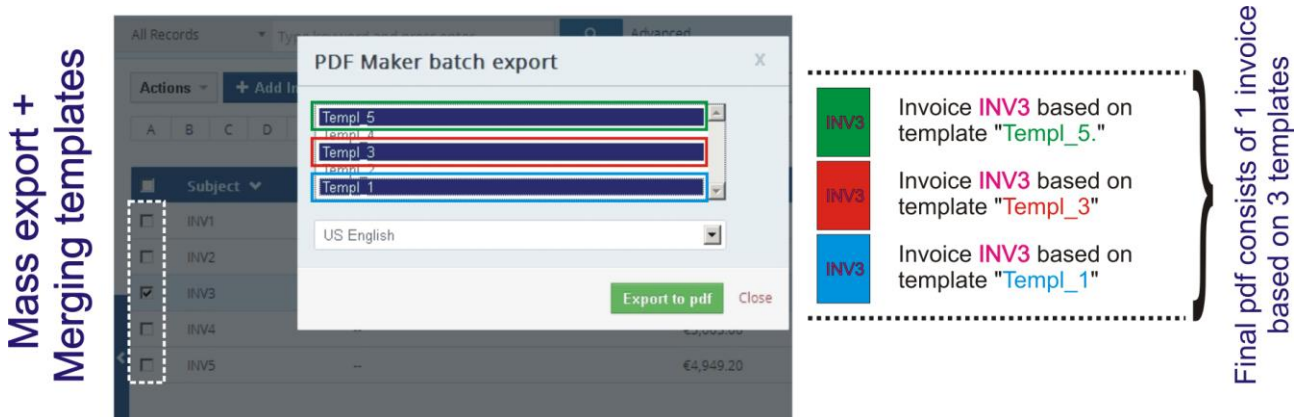 Mass export +
Merging templates
All Records
Advanced
Actions
+ Add In
A B C D
Subject
INV1
INV2
INV3
INV4 --
INV5 -- €4,949.20
PDF Maker batch export X
Templ_5
Templ_4
Templ_3
Templ_2
Templ_1
US English
Export to pdf Close
INV3
Invoice INV3 based on
template "Templ_5."
INV3
Invoice INV3 based on
template "Templ_3"
INV3
Invoice INV3 based on
template "Templ_1"
Final pdf consists of 1 invoice
based on 3 templates